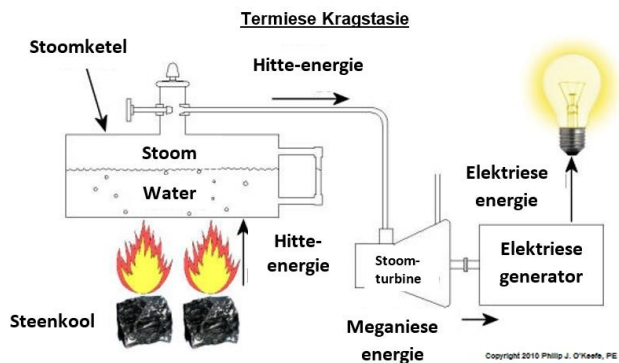 Termiese Kragstasie
Stoomketel
Hitte-energie
Stoom
Water
Hitte-
energie
Steenkool
Stoom-
turbine
Meganiese
energie
Elektriese
generator
Elektriese
energie
Copyright 2010 Philip J. O'Keefe, PE